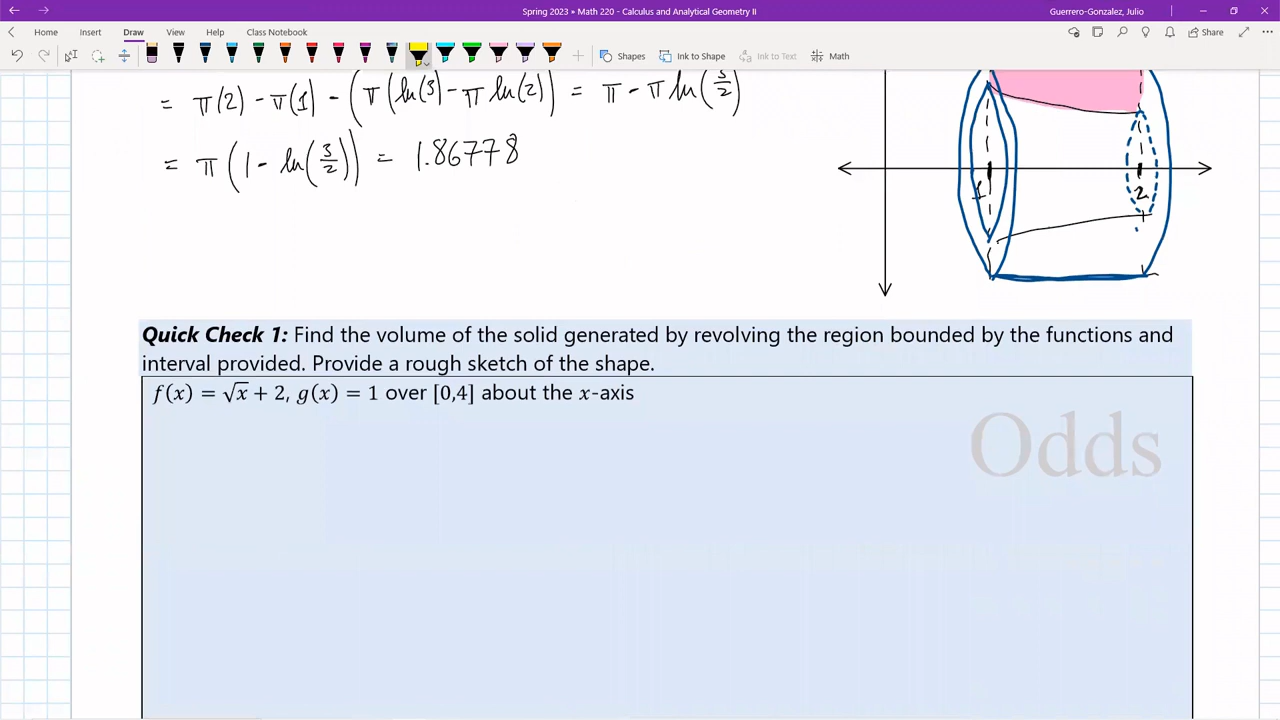 Spring 2023 » Math 220 - Calculus and Analytical Geometry II
Guerrero-Gonzalez, Julio
Home Insert Draw View Help Class Notebook
Share
Shapes Ink to Shape Ink to Text Math
= π(2) - π(1) - (π(ln(3) - π ln(2)) = π - π ln(3/2)
= π(1 - ln(3/2)) = 1.86778
1
2
Quick Check 1: Find the volume of the solid generated by revolving the region bounded by the functions and
interval provided. Provide a rough sketch of the shape.
f(x) = √x + 2, g(x) = 1 over [0,4] about the x-axis
Odds